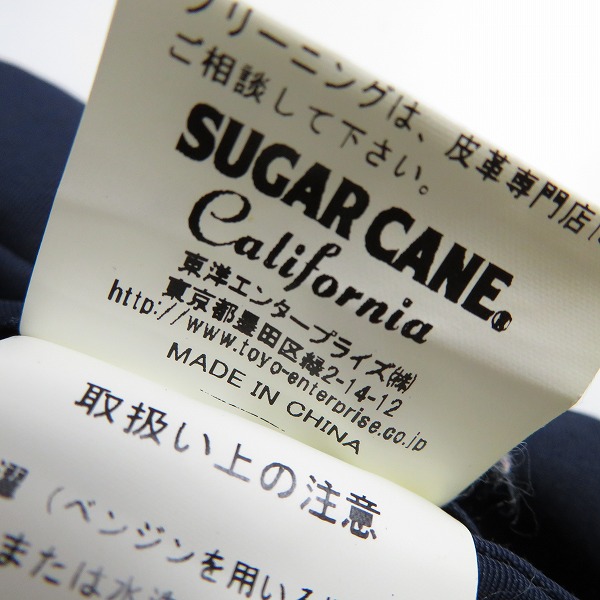 クリーニングは、皮革専門店に
ご相談して下さい。
SUGAR CANE®
California
東洋エンタープライズ㈱
東京都墨田区緑2-14-12
http://www.toyo-enterprise.co.jp
MADE IN CHINA
取扱い上の注意
濯（ベンジンを用いる
または水洗